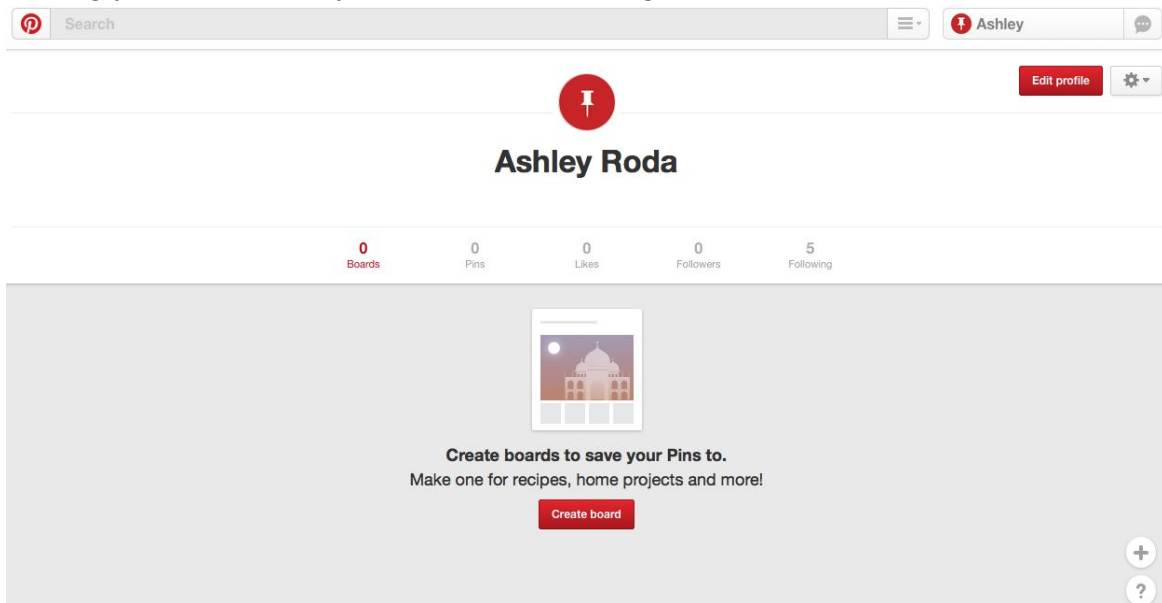 Search
Ashley
Edit profile
Ashley Roda
0 0 0 0 5
Boards Pins Likes Followers Following
Create boards to save your Pins to.
Make one for recipes, home projects and more!
Create board
+
?